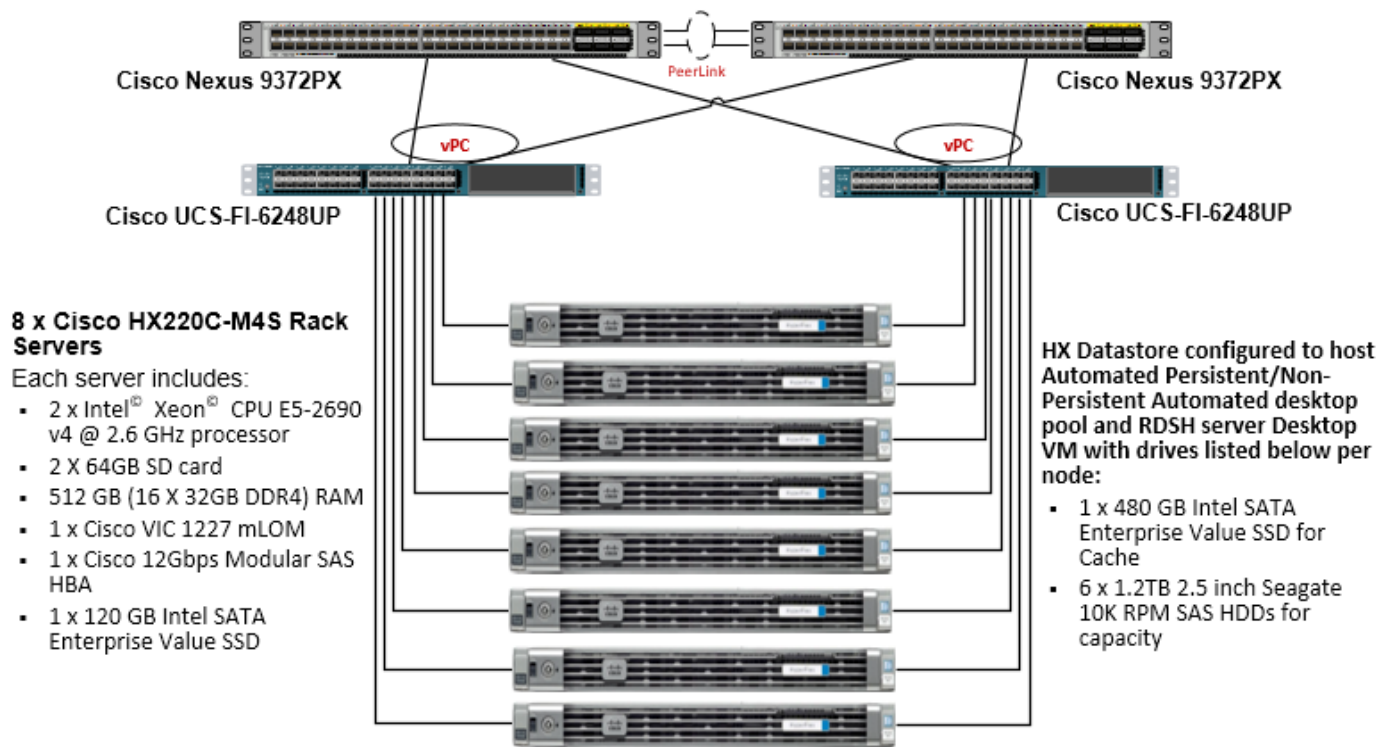 PeerLink
Cisco Nexus 9372PX
Cisco Nexus 9372PX
vPC
vPC
Cisco UCS-FI-6248UP
Cisco UCS-FI-6248UP
8 x Cisco HX220C-M4S Rack
Servers
Each server includes:
▪ 2 x Intel© Xeon© CPU E5-2690
v4 @ 2.6 GHz processor
▪ 2 X 64GB SD card
▪ 512 GB (16 X 32GB DDR4) RAM
▪ 1 x Cisco VIC 1227 mLOM
▪ 1 x Cisco 12Gbps Modular SAS
HBA
▪ 1 x 120 GB Intel SATA
Enterprise Value SSD
HX Datastore configured to host
Automated Persistent/Non-
Persistent Automated desktop
pool and RDSH server Desktop
VM with drives listed below per
node:
▪ 1 x 480 GB Intel SATA
Enterprise Value SSD for
Cache
▪ 6 x 1.2TB 2.5 inch Seagate
10K RPM SAS HDDs for
capacity